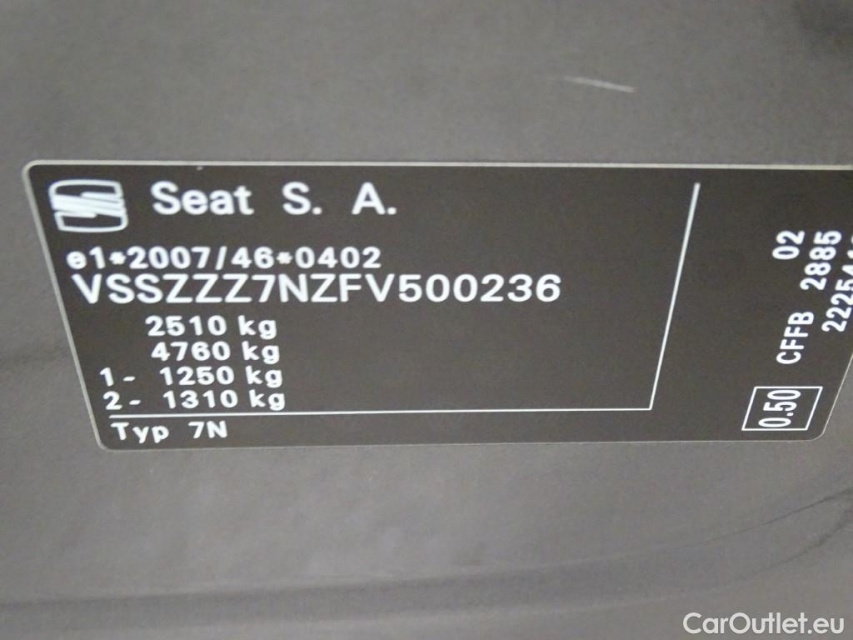 Seat S. A.
e1*2007/46*0402
VSSZZZ7NZFV500236
2510 kg
4760 kg
1- 1250 kg
2- 1310 kg
Typ 7N
02
CFFB 2885
0.50
CarOutlet.eu